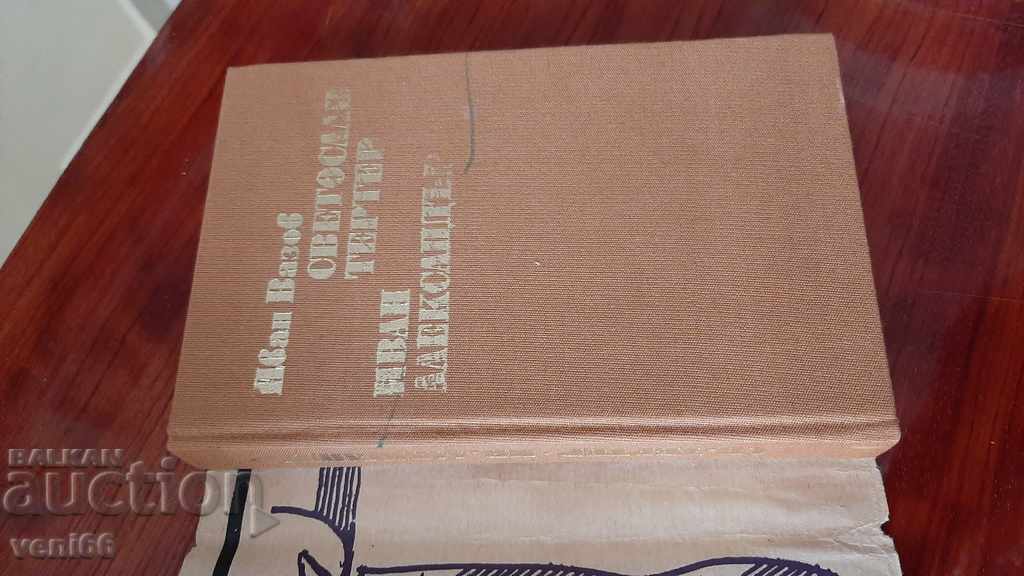 Иван Вазов
СВЕТОСЛАВ
ТЕРТЕР
ИВАН
АЛЕКСАНДЪР
BALKAN
auction
veni66